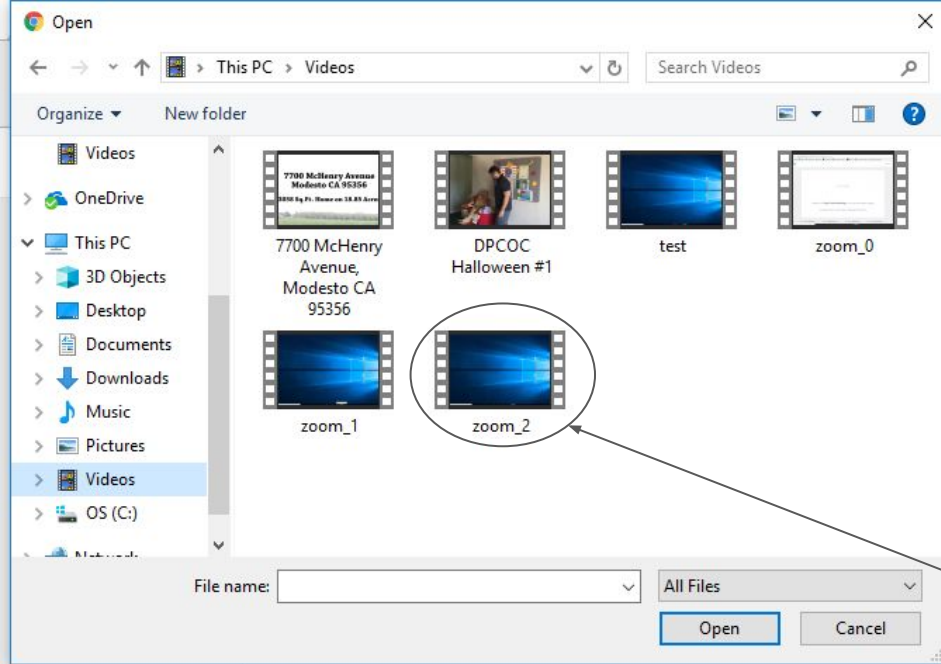 Open
This PC > Videos
Search Videos
Organize
New folder
Videos
OneDrive
This PC
3D Objects
Desktop
Documents
Downloads
Music
Pictures
Videos
OS (C:)
Network
7700 McHenry Avenue
Modesto CA 95356
7700 McHenry
Avenue,
Modesto CA
95356
DPCOC
Halloween #1
test
zoom_0
zoom_1
zoom_2
File name:
All Files
Open
Cancel